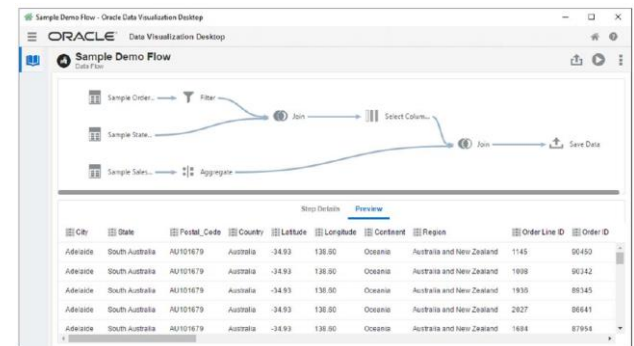 Sample Demo Flow - Oracle Data Visualization Desktop
ORACLE Data Visualization Desktop
Sample Demo Flow
Data Flow
Sample Order...
Filter
Join
Select Colum...
Sample State...
Join
Save Data
Sample Sales...
Aggregate
Step Details Preview
City State Postal_Code Country Latitude Longitude Continent Region Order Line ID Order ID
Adelaide South Australia AU101679 Australia -34.93 138.60 Oceania Australia and New Zealand 1145 90450
Adelaide South Australia AU101679 Australia -34.93 138.60 Oceania Australia and New Zealand 1808 90342
Adelaide South Australia AU101679 Australia -34.93 138.60 Oceania Australia and New Zealand 1936 89345
Adelaide South Australia AU101679 Australia -34.93 138.60 Oceania Australia and New Zealand 2027 86641
Adelaide South Australia AU101679 Australia -34.93 138.60 Oceania Australia and New Zealand 1684 87954